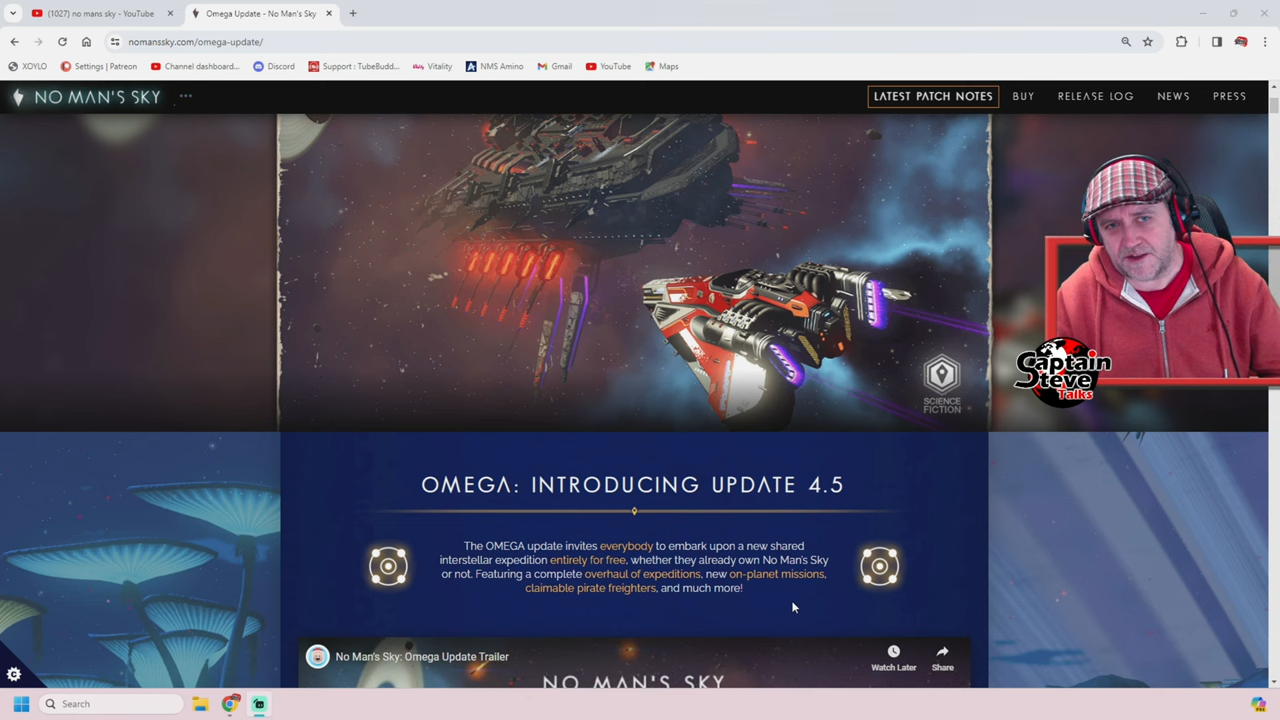 (1027) no mans sky - YouTube
Omega Update - No Man's Sky
nomanssky.com/omega-update/
XOYLO
Settings | Patreon
Channel dashboard...
Discord
Support : TubeBudd...
Vitality
NMS Amino
Gmail
YouTube
Maps
NO MAN'S SKY
LATEST PATCH NOTES
BUY
RELEASE LOG
NEWS
PRESS
SCIENCE
FICTION
Captain
Steve
Talks
OMEGA: INTRODUCING UPDATE 4.5
The OMEGA update invites everybody to embark upon a new shared
interstellar expedition entirely for free, whether they already own No Man's Sky
or not. Featuring a complete overhaul of expeditions, new on-planet missions,
claimable pirate freighters, and much more!
No Man's Sky: Omega Update Trailer
Watch Later
Share
NO MAN'S SKY
Search